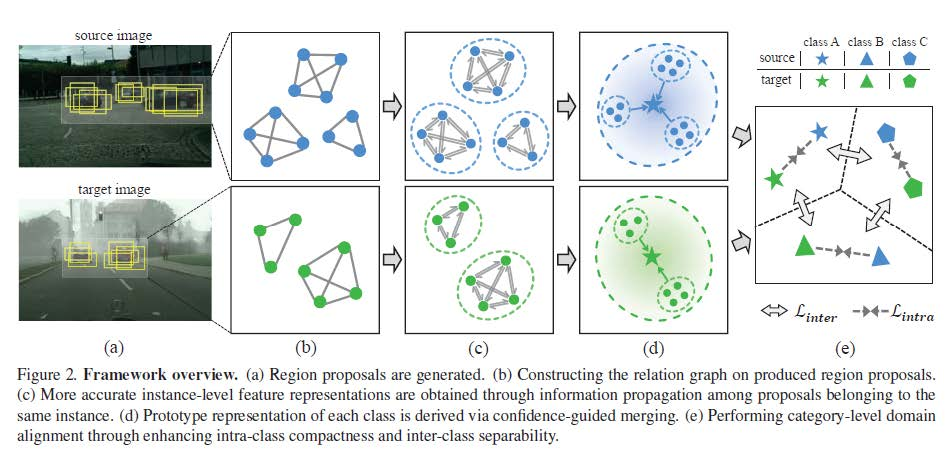 source image
target image
class A class B class C
source
target
ℒinter ℒintra
(a) (b) (c) (d) (e)
Figure 2. Framework overview. (a) Region proposals are generated. (b) Constructing the relation graph on produced region proposals.
(c) More accurate instance-level feature representations are obtained through information propagation among proposals belonging to the
same instance. (d) Prototype representation of each class is derived via confidence-guided merging. (e) Performing category-level domain
alignment through enhancing intra-class compactness and inter-class separability.